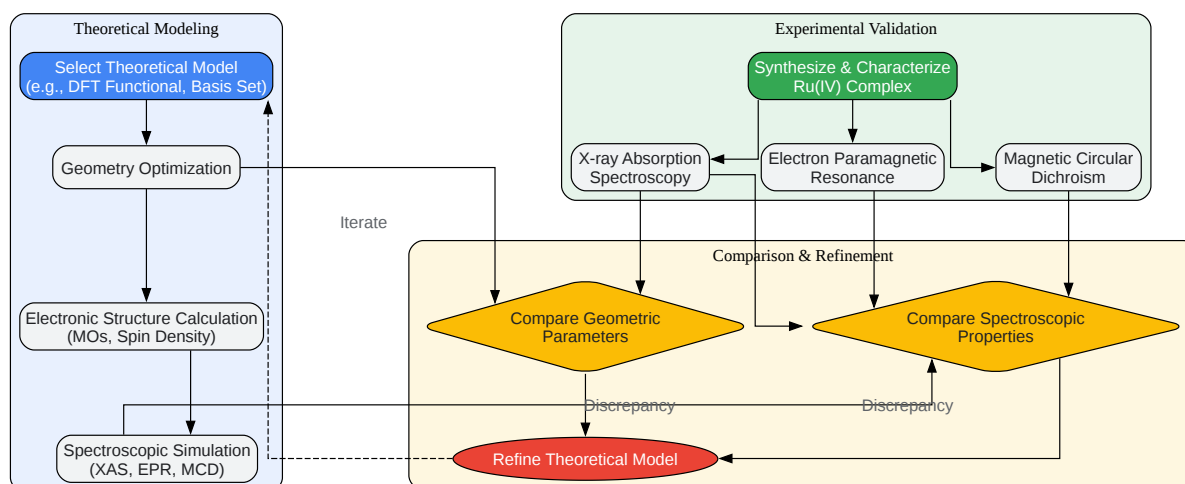 Theoretical Modeling
Select Theoretical Model
(e.g., DFT Functional, Basis Set)
Geometry Optimization
Electronic Structure Calculation
(MOs, Spin Density)
Spectroscopic Simulation
(XAS, EPR, MCD)
Iterate
Experimental Validation
Synthesize & Characterize
Ru(IV) Complex
X-ray Absorption
Spectroscopy
Electron Paramagnetic
Resonance
Magnetic Circular
Dichroism
Comparison & Refinement
Compare Geometric
Parameters
Compare Spectroscopic
Properties
Discrepancy
Discrepancy
Refine Theoretical Model